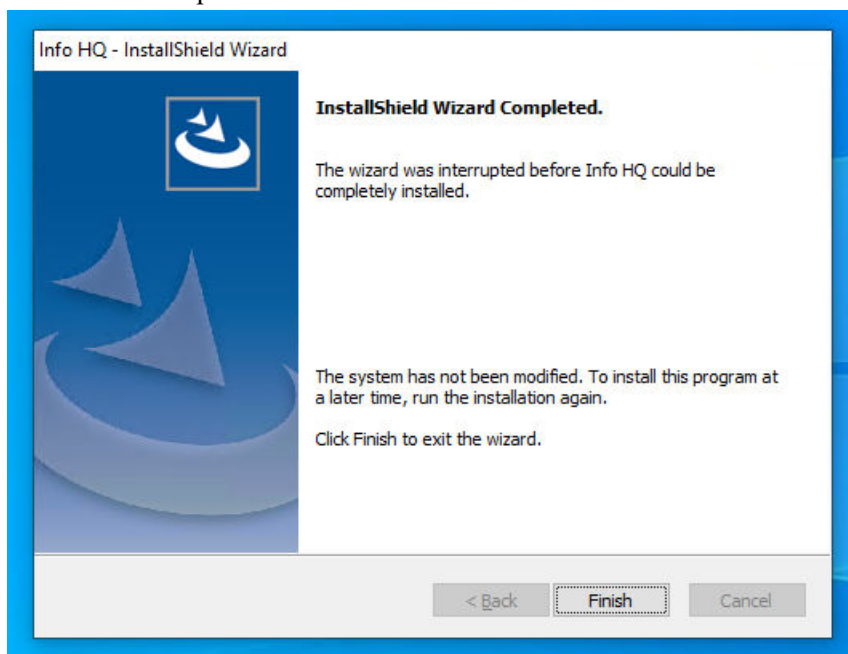 Info HQ - InstallShield Wizard
InstallShield Wizard Completed.
The wizard was interrupted before Info HQ could be
completely installed.
The system has not been modified. To install this program at
a later time, run the installation again.
Click Finish to exit the wizard.
< Back
Finish
Cancel